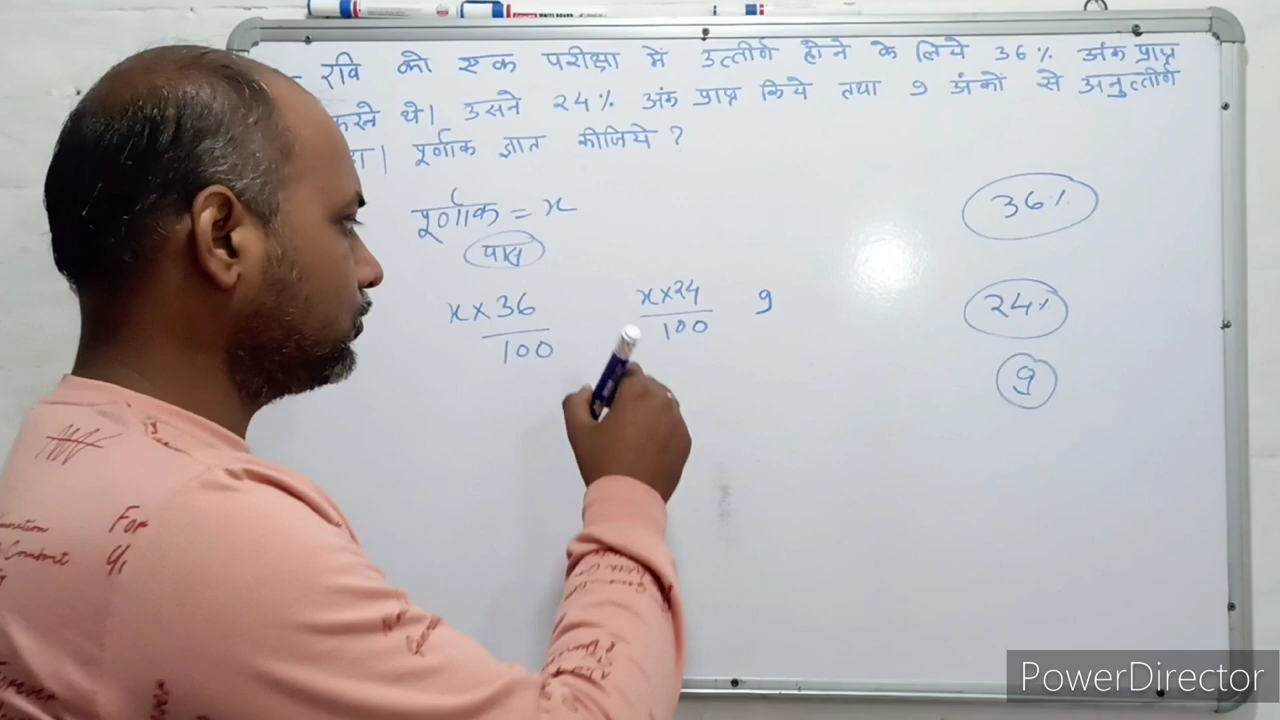 रवि को एक परीक्षा में उत्तीर्ण होने के लिये 36% अंक प्राप्त
करने थे। उसने 24% अंक प्राप्त किये तथा 9 अंकों से अनुत्तीर्ण
पूर्णांक ज्ञात कीजिये ?
पूर्णांक = x
पास
x×36
100
x×24
100
9
36%
24%
9
For
PowerDirector